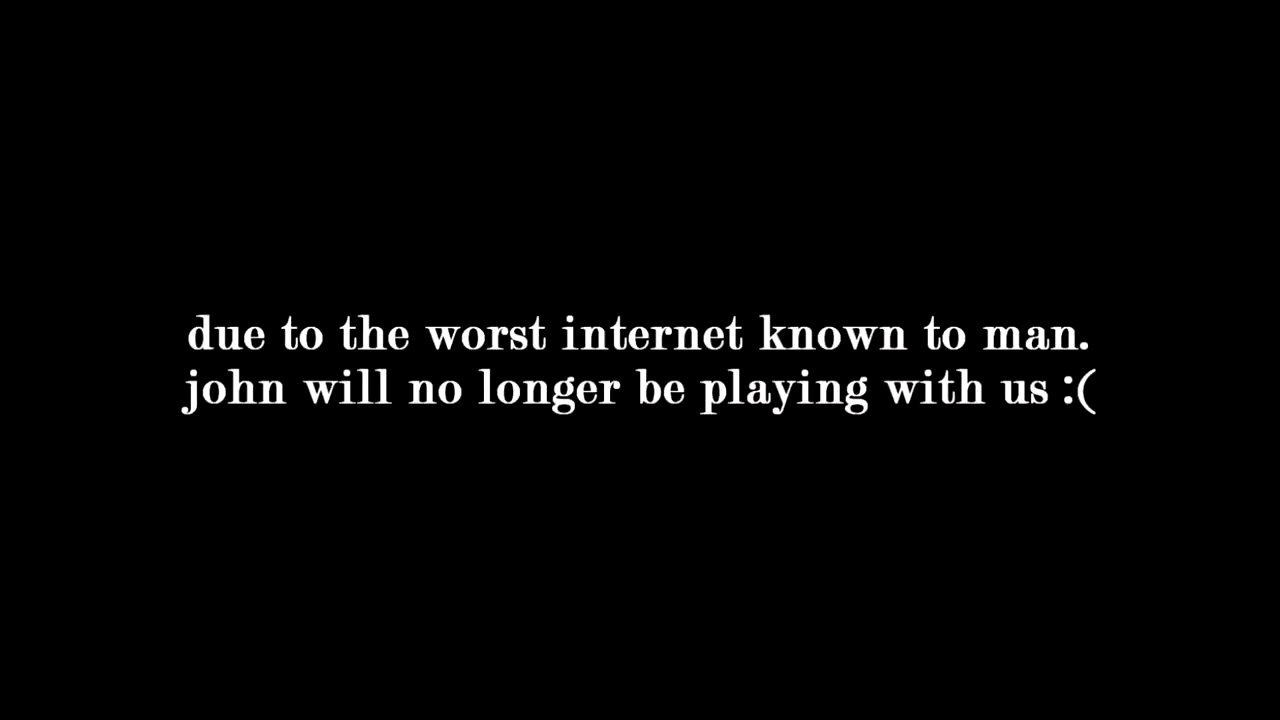 due to the worst internet known to man.
john will no longer be playing with us :(